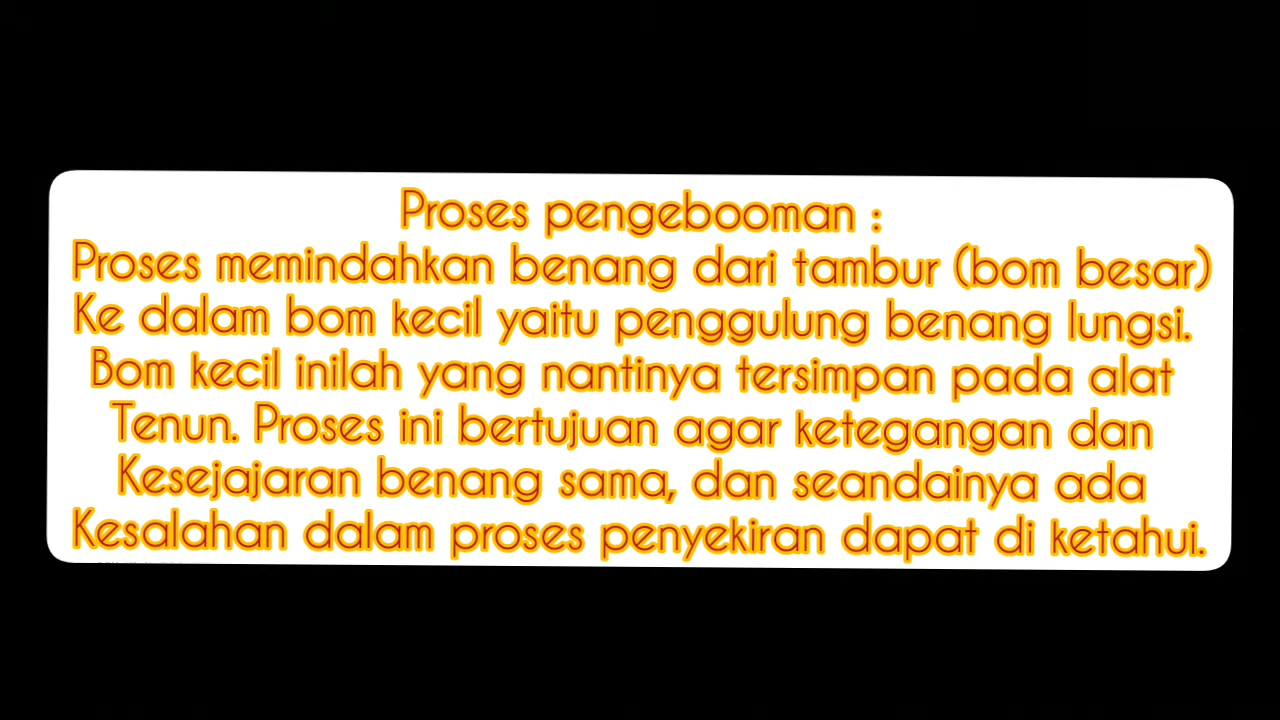 Proses pengebooman :
Proses memindahkan benang dari tambur (bom besar)
Ke dalam bom kecil yaitu penggulung benang lungsi.
Bom kecil inilah yang nantinya tersimpan pada alat
Tenun. Proses ini bertujuan agar ketegangan dan
Kesejajaran benang sama, dan seandainya ada
Kesalahan dalam proses penyekiran dapat di ketahui.